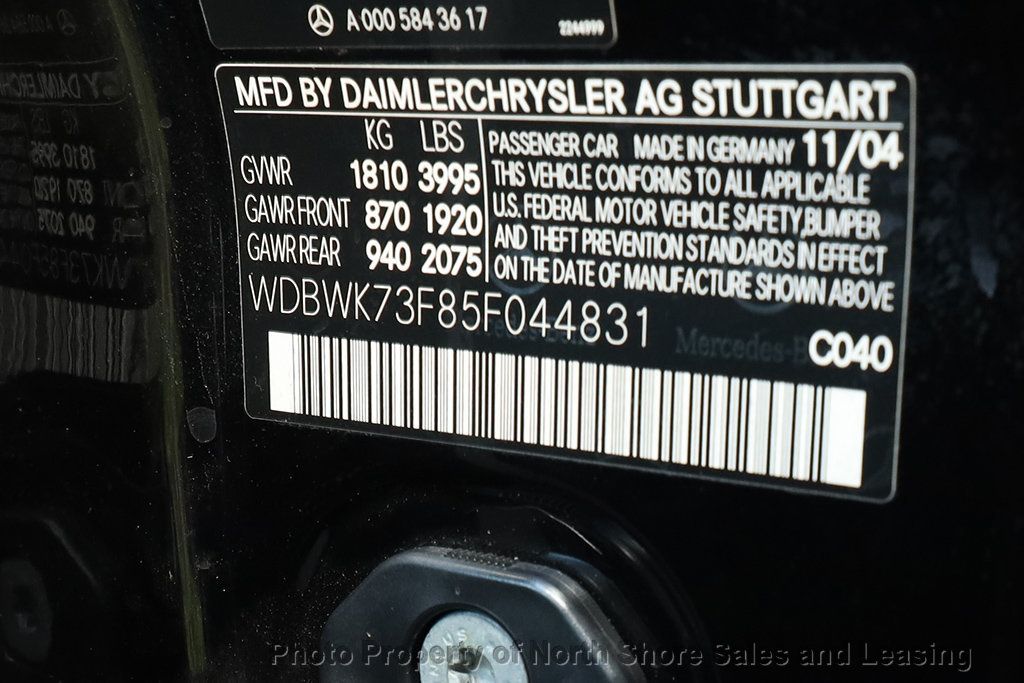 A 000 584 36 17
2244999
MFD BY DAIMLERCHRYSLER AG STUTTGART
KG LBS
GVWR 1810 3995
GAWR FRONT 870 1920
GAWR REAR 940 2075
PASSENGER CAR MADE IN GERMANY 11/04
THIS VEHICLE CONFORMS TO ALL APPLICABLE
U.S. FEDERAL MOTOR VEHICLE SAFETY,BUMPER
AND THEFT PREVENTION STANDARDS IN EFFECT
ON THE DATE OF MANUFACTURE SHOWN ABOVE
WDBWK73F85F044831
Mercedes-
C040
Photo Property of North Shore Sales and Leasing